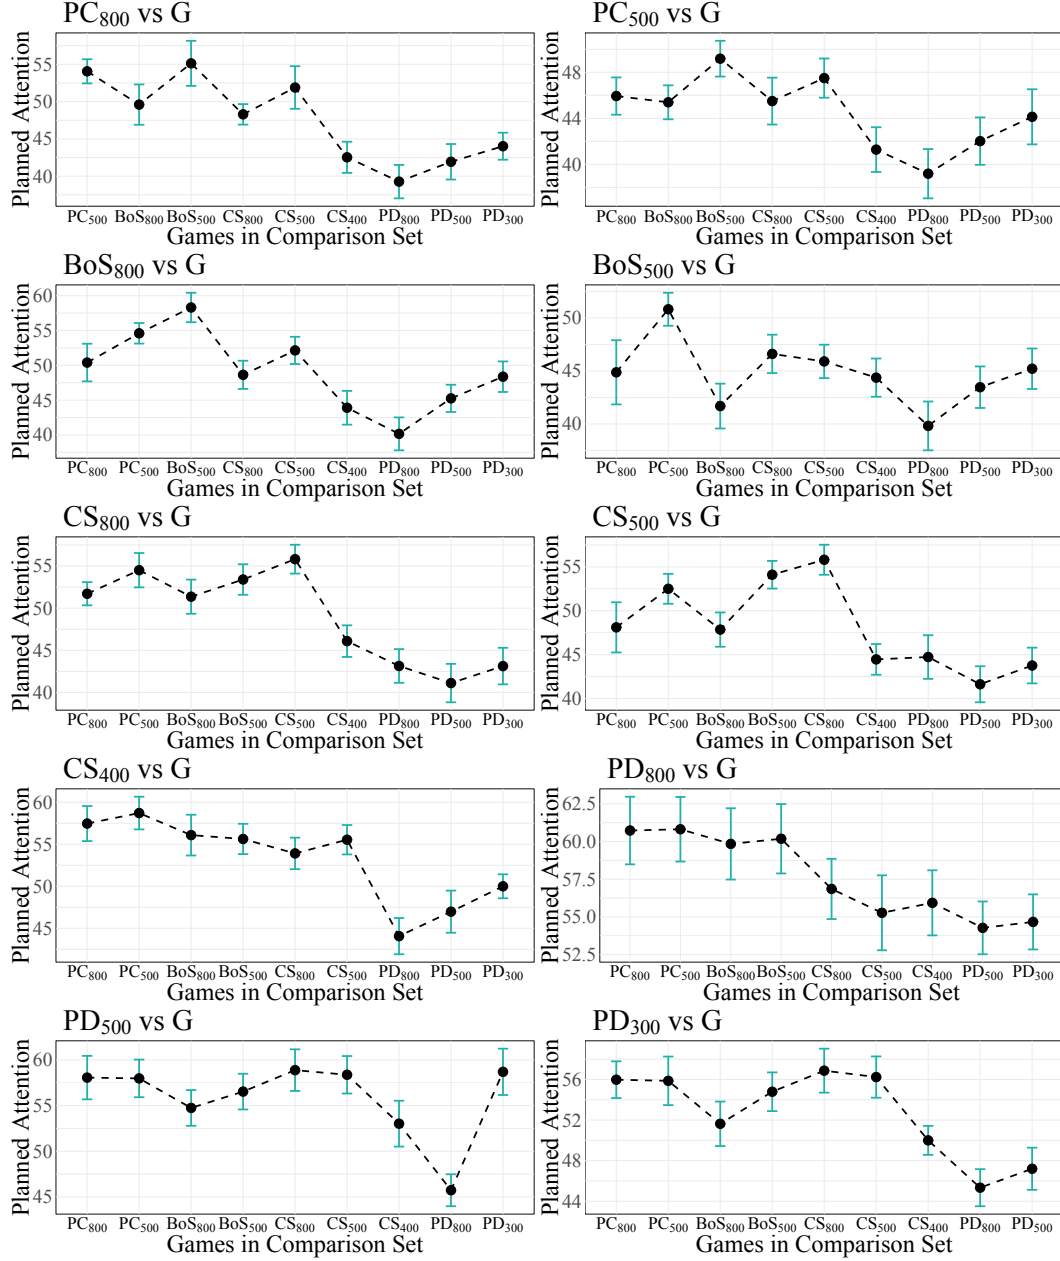 PC800 vs G
Planned Attention
55
50
45
40
PC500 BoS800 BoS500 CS800 CS500 CS400 PD800 PD500 PD300
Games in Comparison Set
PC500 vs G
Planned Attention
48
44
40
PC800 BoS800 BoS500 CS800 CS500 CS400 PD800 PD500 PD300
Games in Comparison Set
BoS800 vs G
Planned Attention
60
55
50
45
40
PC800 PC500 BoS500 CS800 CS500 CS400 PD800 PD500 PD300
Games in Comparison Set
BoS500 vs G
Planned Attention
50
45
40
PC800 PC500 BoS800 CS800 CS500 CS400 PD800 PD500 PD300
Games in Comparison Set
CS800 vs G
Planned Attention
55
50
45
40
PC800 PC500 BoS800 BoS500 CS500 CS400 PD800 PD500 PD300
Games in Comparison Set
CS500 vs G
Planned Attention
55
50
45
40
PC800 PC500 BoS800 BoS500 CS800 CS400 PD800 PD500 PD300
Games in Comparison Set
CS400 vs G
Planned Attention
60
55
50
45
PC800 PC500 BoS800 BoS500 CS800 CS500 PD800 PD500 PD300
Games in Comparison Set
PD800 vs G
Planned Attention
62.5
60.0
57.5
55.0
52.5
PC800 PC500 BoS800 BoS500 CS800 CS500 CS400 PD500 PD300
Games in Comparison Set
PD500 vs G
Planned Attention
60
55
50
45
PC800 PC500 BoS800 BoS500 CS800 CS500 CS400 PD800 PD300
Games in Comparison Set
PD300 vs G
Planned Attention
56
52
48
44
PC800 PC500 BoS800 BoS500 CS800 CS500 CS400 PD800 PD500
Games in Comparison Set